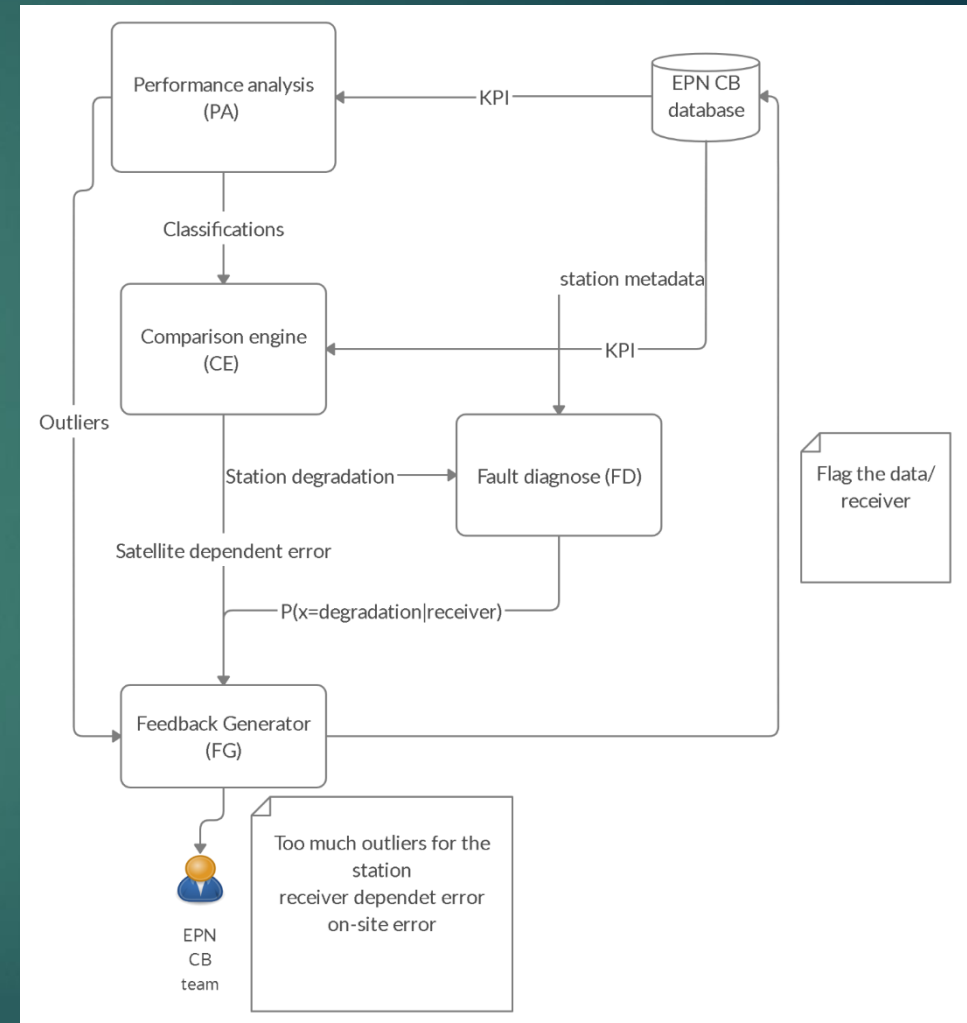 Performance analysis
(PA)
KPI
EPN CB
database
Classifications
station metadata
Comparison engine
(CE)
KPI
Outliers
Station degradation
Fault diagnose (FD)
Flag the data/
receiver
Satellite dependent error
P(x=degradation|receiver)
Feedback Generator
(FG)
Too much outliers for the
station
receiver dependet error
on-site error
EPN
CB
team